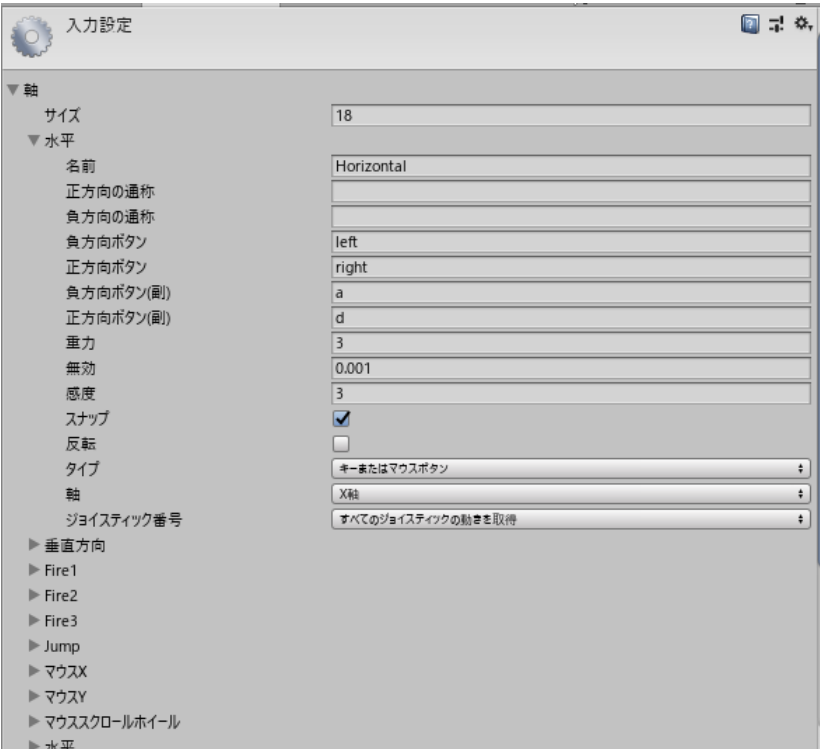 入力設定
軸
サイズ 18
水平
名前 Horizontal
正方向の通称
負方向の通称
負方向ボタン left
正方向ボタン right
負方向ボタン(副) a
正方向ボタン(副) d
重力 3
無効 0.001
感度 3
スナップ
反転
タイプ キーまたはマウスボタン
軸 X軸
ジョイスティック番号 すべてのジョイスティックの動きを取得
垂直方向
Fire1
Fire2
Fire3
Jump
マウスX
マウスY
マウススクロールホイール
水平